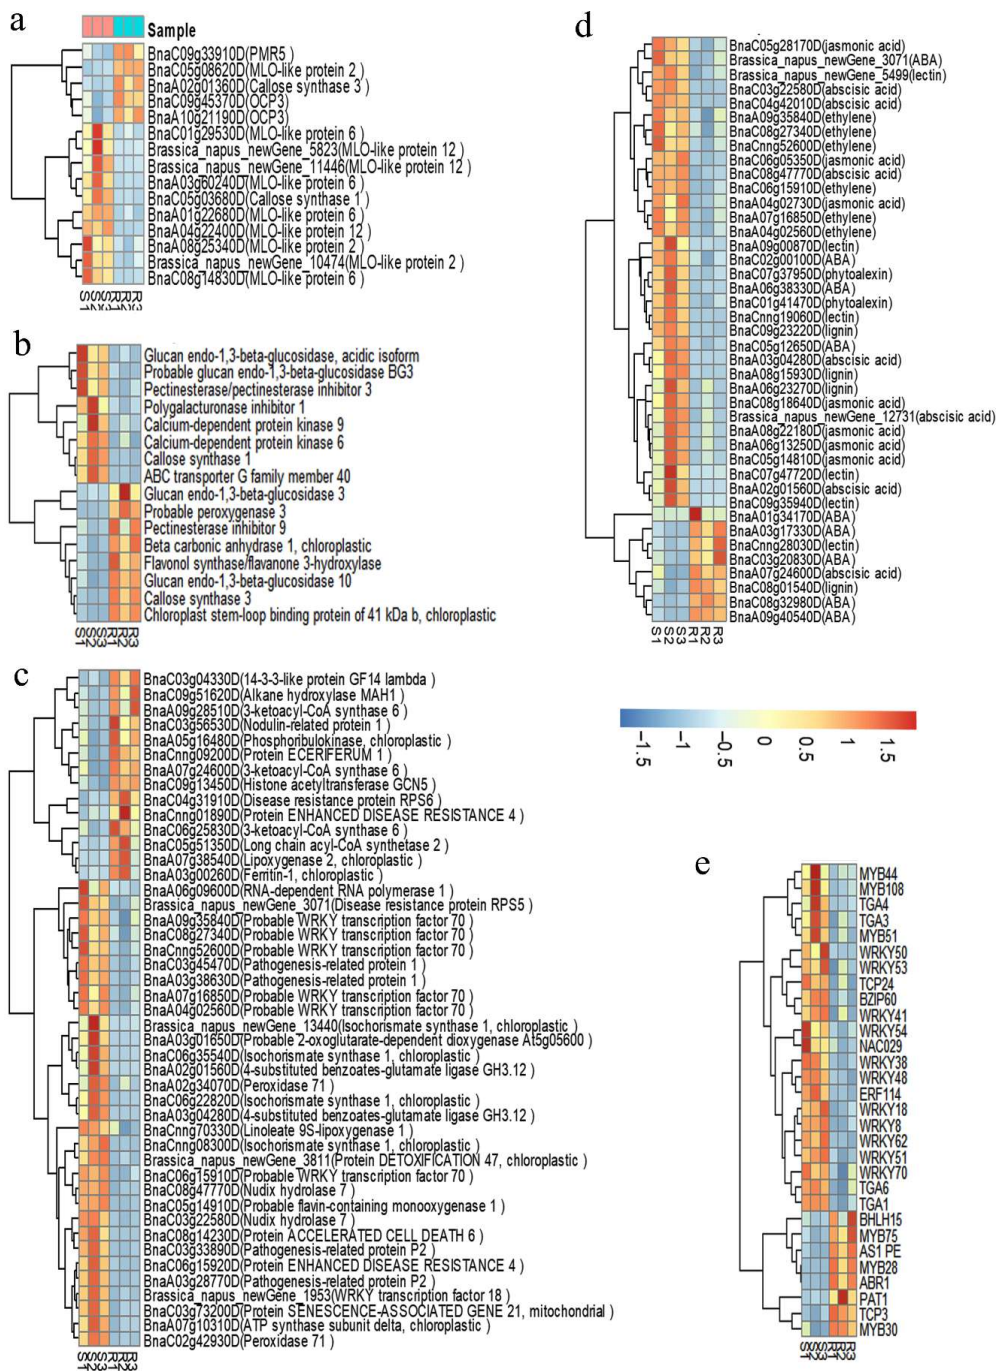 a
Sample
BnaC09g33910D(PMR5 )
BnaC05g08620D(MLO-like protein 2 )
BnaA02g01360D(Callose synthase 3 )
BnaC09g45370D(OCP3)
BnaA10g21190D(OCP3)
BnaC01g29530D(MLO-like protein 6 )
Brassica_napus_newGene_5823(MLO-like protein 12 )
Brassica_napus_newGene_11446(MLO-like protein 12 )
BnaA03g60240D(MLO-like protein 6 )
BnaC05g03680D(Callose synthase 1 )
BnaA01g22680D(MLO-like protein 6 )
BnaA04g22400D(MLO-like protein 12 )
BnaA08g25340D(MLO-like protein 2 )
Brassica_napus_newGene_10474(MLO-like protein 2 )
BnaC08g14830D(MLO-like protein 6 )
S1 S2 S3 R1 R2 R3
b
Glucan endo-1,3-beta-glucosidase, acidic isoform
Probable glucan endo-1,3-beta-glucosidase BG3
Pectinesterase/pectinesterase inhibitor 3
Polygalacturonase inhibitor 1
Calcium-dependent protein kinase 9
Calcium-dependent protein kinase 6
Callose synthase 1
ABC transporter G family member 40
Glucan endo-1,3-beta-glucosidase 3
Probable peroxygenase 3
Pectinesterase inhibitor 9
Beta carbonic anhydrase 1, chloroplastic
Flavonol synthase/flavanone 3-hydroxylase
Glucan endo-1,3-beta-glucosidase 10
Callose synthase 3
Chloroplast stem-loop binding protein of 41 kDa b, chloroplastic
S1 S2 S3 R1 R2 R3
c
BnaC03g04330D(14-3-3-like protein GF14 lambda )
BnaC09g51620D(Alkane hydroxylase MAH1 )
BnaA09g28510D(3-ketoacyl-CoA synthase 6 )
BnaC03g56530D(Nodulin-related protein 1 )
BnaA05g16480D(Phosphoribulokinase, chloroplastic )
BnaCnng09200D(Protein ECERIFERUM 1 )
BnaA07g24600D(3-ketoacyl-CoA synthase 6 )
BnaC09g13450D(Histone acetyltransferase GCN5 )
BnaC04g31910D(Disease resistance protein RPS6 )
BnaCnng01890D(Protein ENHANCED DISEASE RESISTANCE 4 )
BnaC06g25830D(3-ketoacyl-CoA synthase 6 )
BnaC05g51350D(Long chain acyl-CoA synthetase 2 )
BnaA07g38540D(Lipoxygenase 2, chloroplastic )
BnaA03g00260D(Ferritin-1, chloroplastic )
BnaA06g09600D(RNA-dependent RNA polymerase 1 )
Brassica_napus_newGene_3071(Disease resistance protein RPS5 )
BnaA09g35840D(Probable WRKY transcription factor 70 )
BnaC08g27340D(Probable WRKY transcription factor 70 )
BnaCnng52600D(Probable WRKY transcription factor 70 )
BnaC03g45470D(Pathogenesis-related protein 1 )
BnaA03g38630D(Pathogenesis-related protein 1 )
BnaA07g16850D(Probable WRKY transcription factor 70 )
BnaA04g02560D(Probable WRKY transcription factor 70 )
Brassica_napus_newGene_13440(Isochorismate synthase 1, chloroplastic )
BnaA03g01650D(Probable 2-oxoglutarate-dependent dioxygenase At5g05600 )
BnaC06g35540D(Isochorismate synthase 1, chloroplastic )
BnaA02g01560D(4-substituted benzoates-glutamate ligase GH3.12 )
BnaA02g34070D(Peroxidase 71 )
BnaC06g22820D(Isochorismate synthase 1, chloroplastic )
BnaA03g04280D(4-substituted benzoates-glutamate ligase GH3.12 )
BnaCnng70330D(Linoleate 9S-lipoxygenase 1 )
BnaCnng08300D(Isochorismate synthase 1, chloroplastic )
Brassica_napus_newGene_3811(Protein DETOXIFICATION 47, chloroplastic )
BnaC06g15910D(Probable WRKY transcription factor 70 )
BnaC08g47770D(Nudix hydrolase 7 )
BnaC05g14910D(Probable flavin-containing monooxygenase 1 )
BnaC03g22580D(Nudix hydrolase 7 )
BnaC08g14230D(Protein ACCELERATED CELL DEATH 6 )
BnaC03g33890D(Pathogenesis-related protein P2 )
BnaC06g15920D(Protein ENHANCED DISEASE RESISTANCE 4 )
BnaA03g28770D(Pathogenesis-related protein P2 )
Brassica_napus_newGene_1953(WRKY transcription factor 18 )
BnaC03g73200D(Protein SENESCENCE-ASSOCIATED GENE 21, mitochondrial )
BnaA07g10310D(ATP synthase subunit delta, chloroplastic )
BnaC02g42930D(Peroxidase 71 )
S1 S2 S3 R1 R2 R3
d
BnaC05g28170D(jasmonic acid)
Brassica_napus_newGene_3071(ABA)
Brassica_napus_newGene_5499(lectin)
BnaC03g22580D(abscisic acid)
BnaC04g42010D(abscisic acid)
BnaA09g35840D(ethylene)
BnaC08g27340D(ethylene)
BnaCnng52600D(ethylene)
BnaC06g05350D(jasmonic acid)
BnaC08g47770D(abscisic acid)
BnaC06g15910D(ethylene)
BnaA04g02730D(jasmonic acid)
BnaA07g16850D(ethylene)
BnaA04g02560D(ethylene)
BnaA09g00870D(lectin)
BnaC02g00100D(ABA)
BnaC07g37950D(phytoalexin)
BnaA06g38330D(ABA)
BnaC01g41470D(phytoalexin)
BnaCnng19060D(lectin)
BnaC09g23220D(lignin)
BnaC05g12650D(ABA)
BnaA03g04280D(abscisic acid)
BnaA08g15930D(lignin)
BnaA06g23270D(lignin)
BnaC08g18640D(jasmonic acid)
Brassica_napus_newGene_12731(abscisic acid)
BnaA08g22180D(jasmonic acid)
BnaA06g13250D(jasmonic acid)
BnaC05g14810D(jasmonic acid)
BnaC07g47720D(lectin)
BnaA02g01560D(abscisic acid)
BnaC09g35940D(lectin)
BnaA01g34170D(ABA)
BnaA03g17330D(ABA)
BnaCnng28030D(lectin)
BnaC03g20830D(ABA)
BnaA07g24600D(abscisic acid)
BnaC08g01540D(lignin)
BnaC08g32980D(ABA)
BnaA09g40540D(ABA)
S1 S2 S3 R1 R2 R3
-1.5 -1 -0.5 0 0.5 1 1.5
e
MYB44
MYB108
TGA4
TGA3
MYB51
WRKY50
WRKY53
TCP24
BZIP60
WRKY41
WRKY54
NAC029
WRKY38
WRKY48
ERF114
WRKY18
WRKY8
WRKY62
WRKY51
WRKY70
TGA6
TGA1
BHLH15
MYB75
AS1 PE
MYB28
ABR1
PAT1
TCP3
MYB30
S1 S2 S3 R1 R2 R3